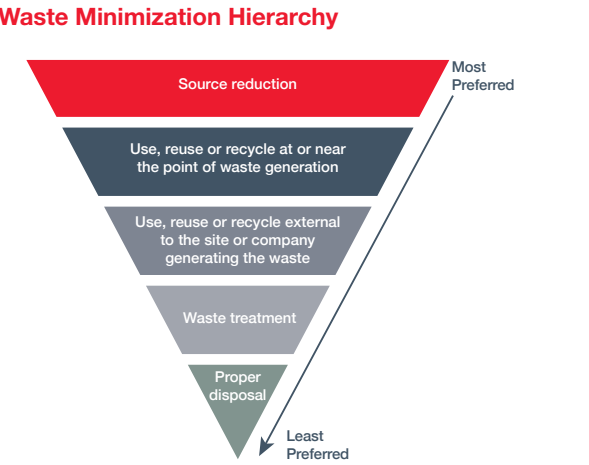 Waste Minimization Hierarchy
Most
Preferred
Source reduction
Use, reuse or recycle at or near
the point of waste generation
Use, reuse or recycle external
to the site or company
generating the waste
Waste treatment
Proper
disposal
Least
Preferred